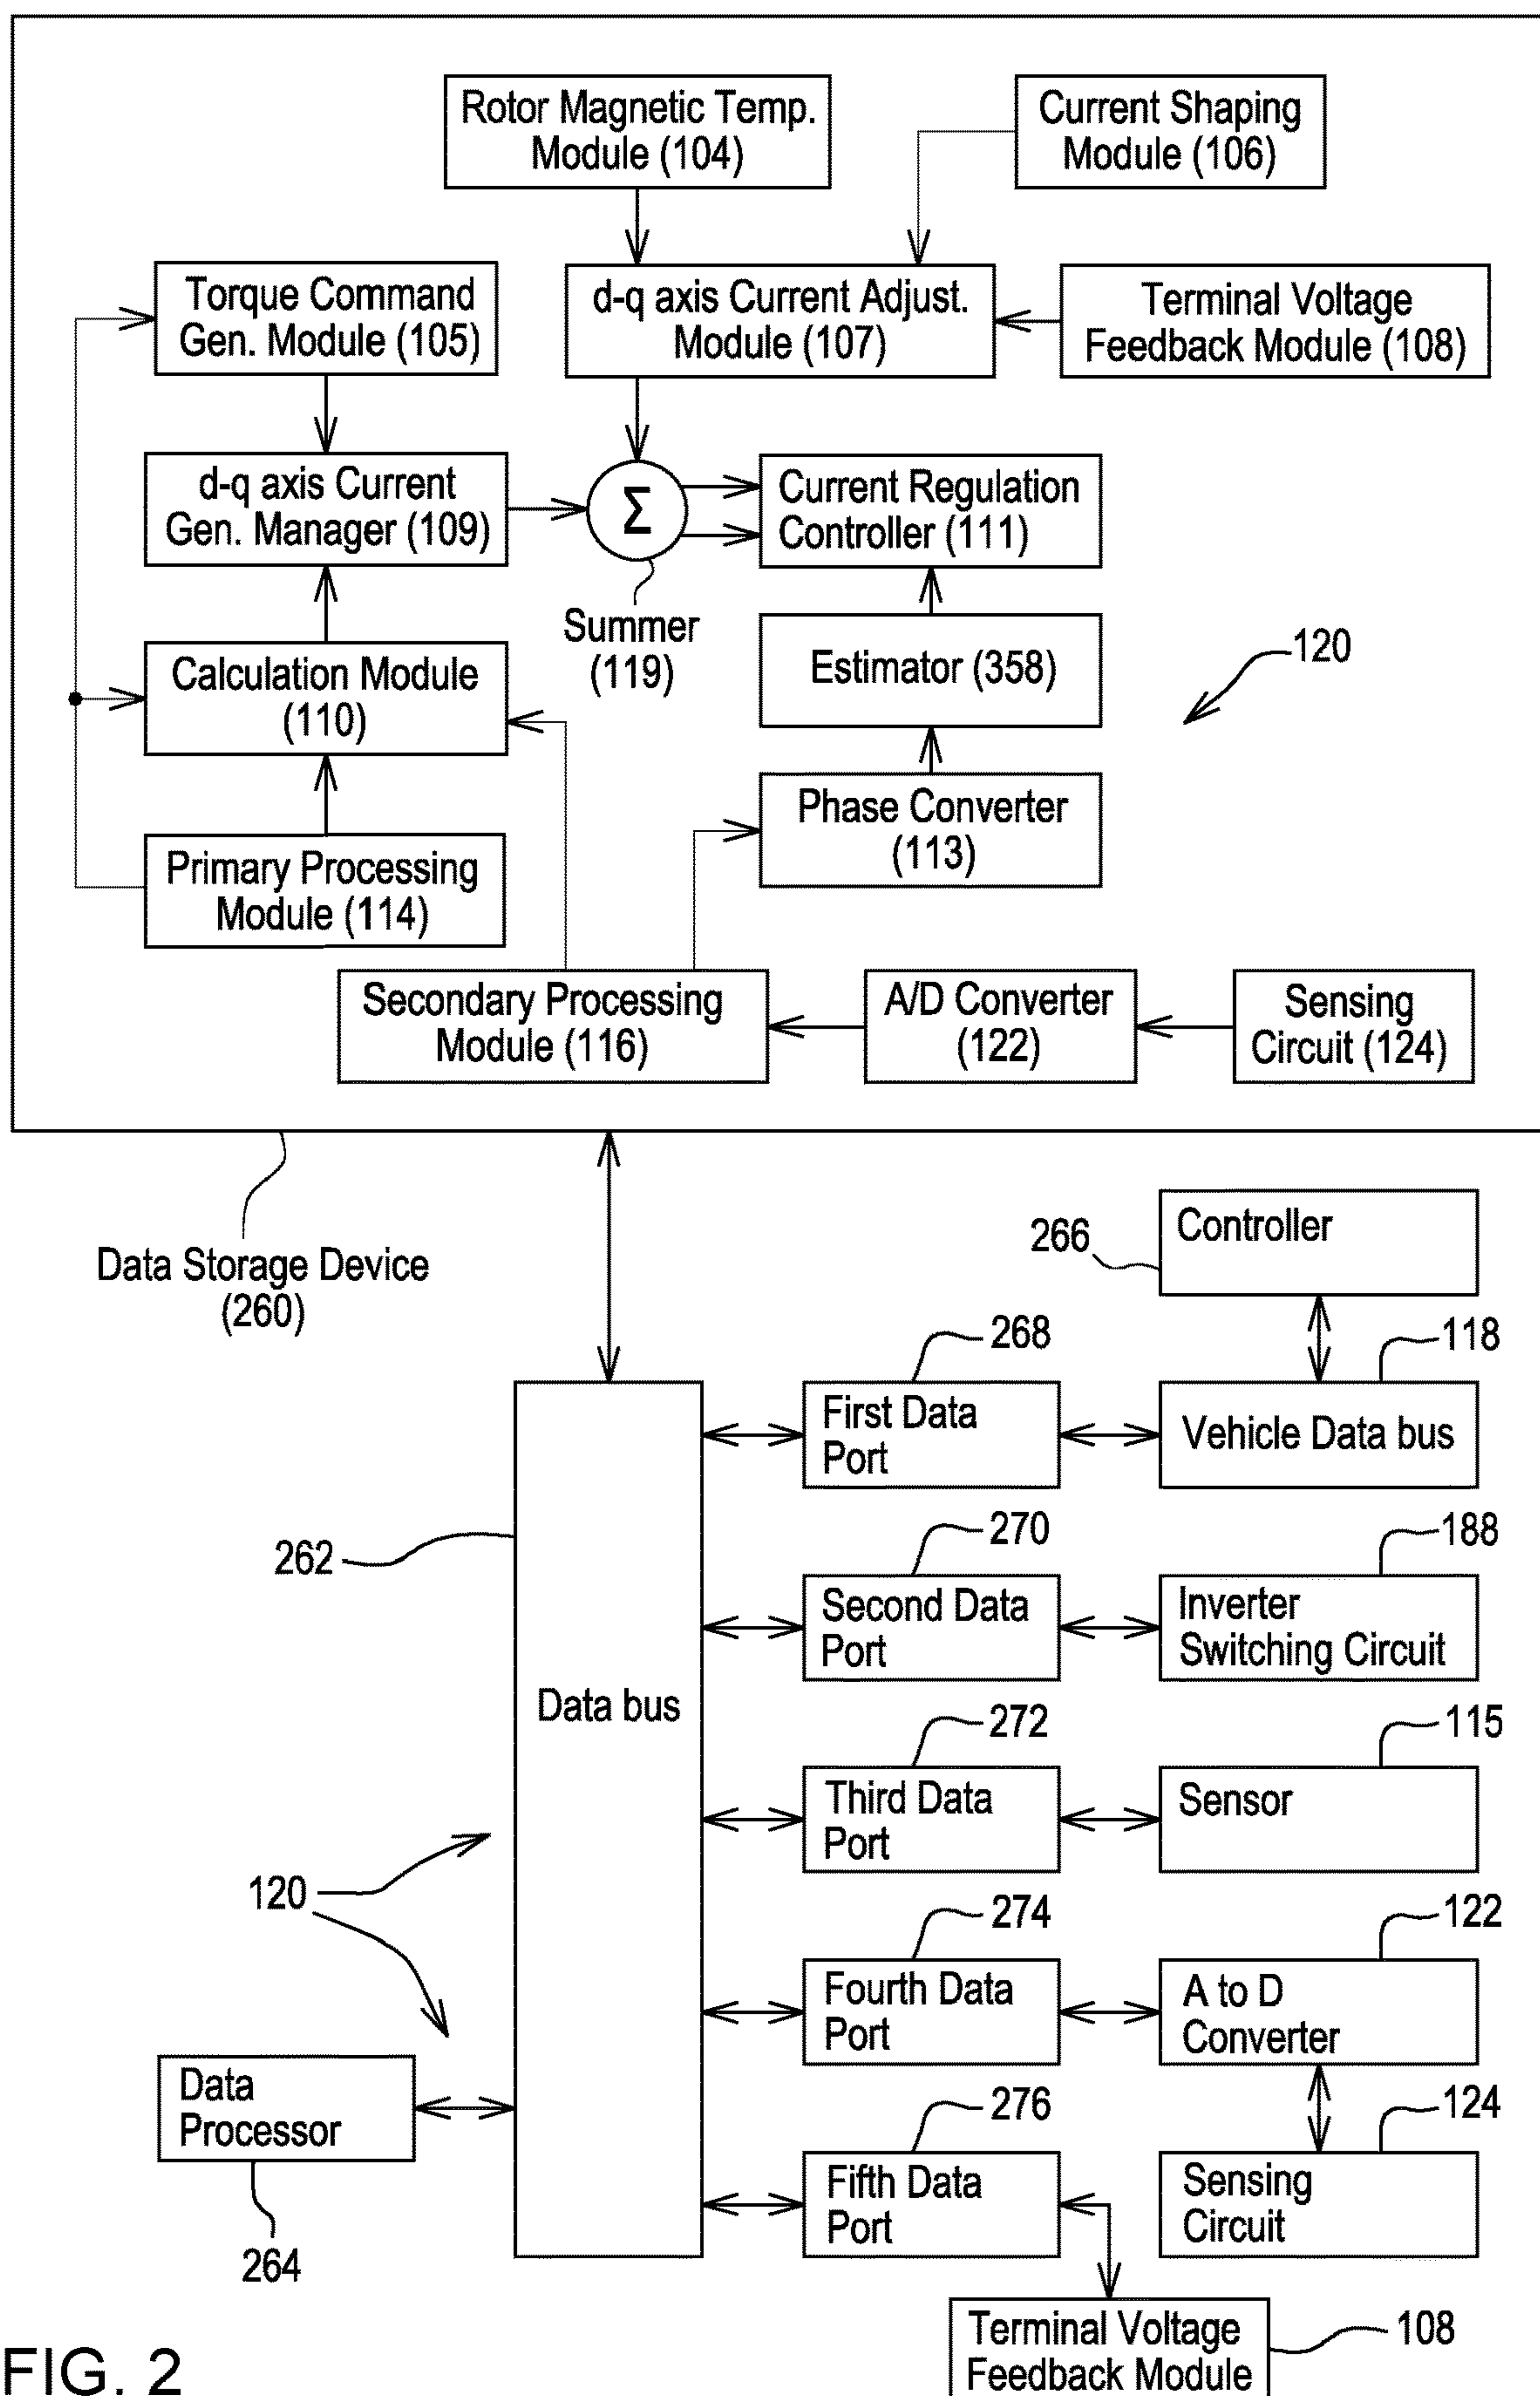 Rotor Magnetic Temp.
Module (104)
Current Shaping
Module (106)
Torque Command
Gen. Module (105)
d-q axis Current Adjust.
Module (107)
Terminal Voltage
Feedback Module (108)
d-q axis Current
Gen. Manager (109)
Σ
Current Regulation
Controller (111)
Summer
(119)
Calculation Module
(110)
Estimator (358)
120
Phase Converter
(113)
Primary Processing
Module (114)
Secondary Processing
Module (116)
A/D Converter
(122)
Sensing
Circuit (124)
Data Storage Device
(260)
266
Controller
268
118
First Data
Port
Vehicle Data bus
262
270
188
Second Data
Port
Inverter
Switching Circuit
Data bus
272
115
Third Data
Port
Sensor
120
274
122
Fourth Data
Port
A to D
Converter
Data
Processor
264
276
124
Fifth Data
Port
Sensing
Circuit
Terminal Voltage
Feedback Module
108
FIG. 2